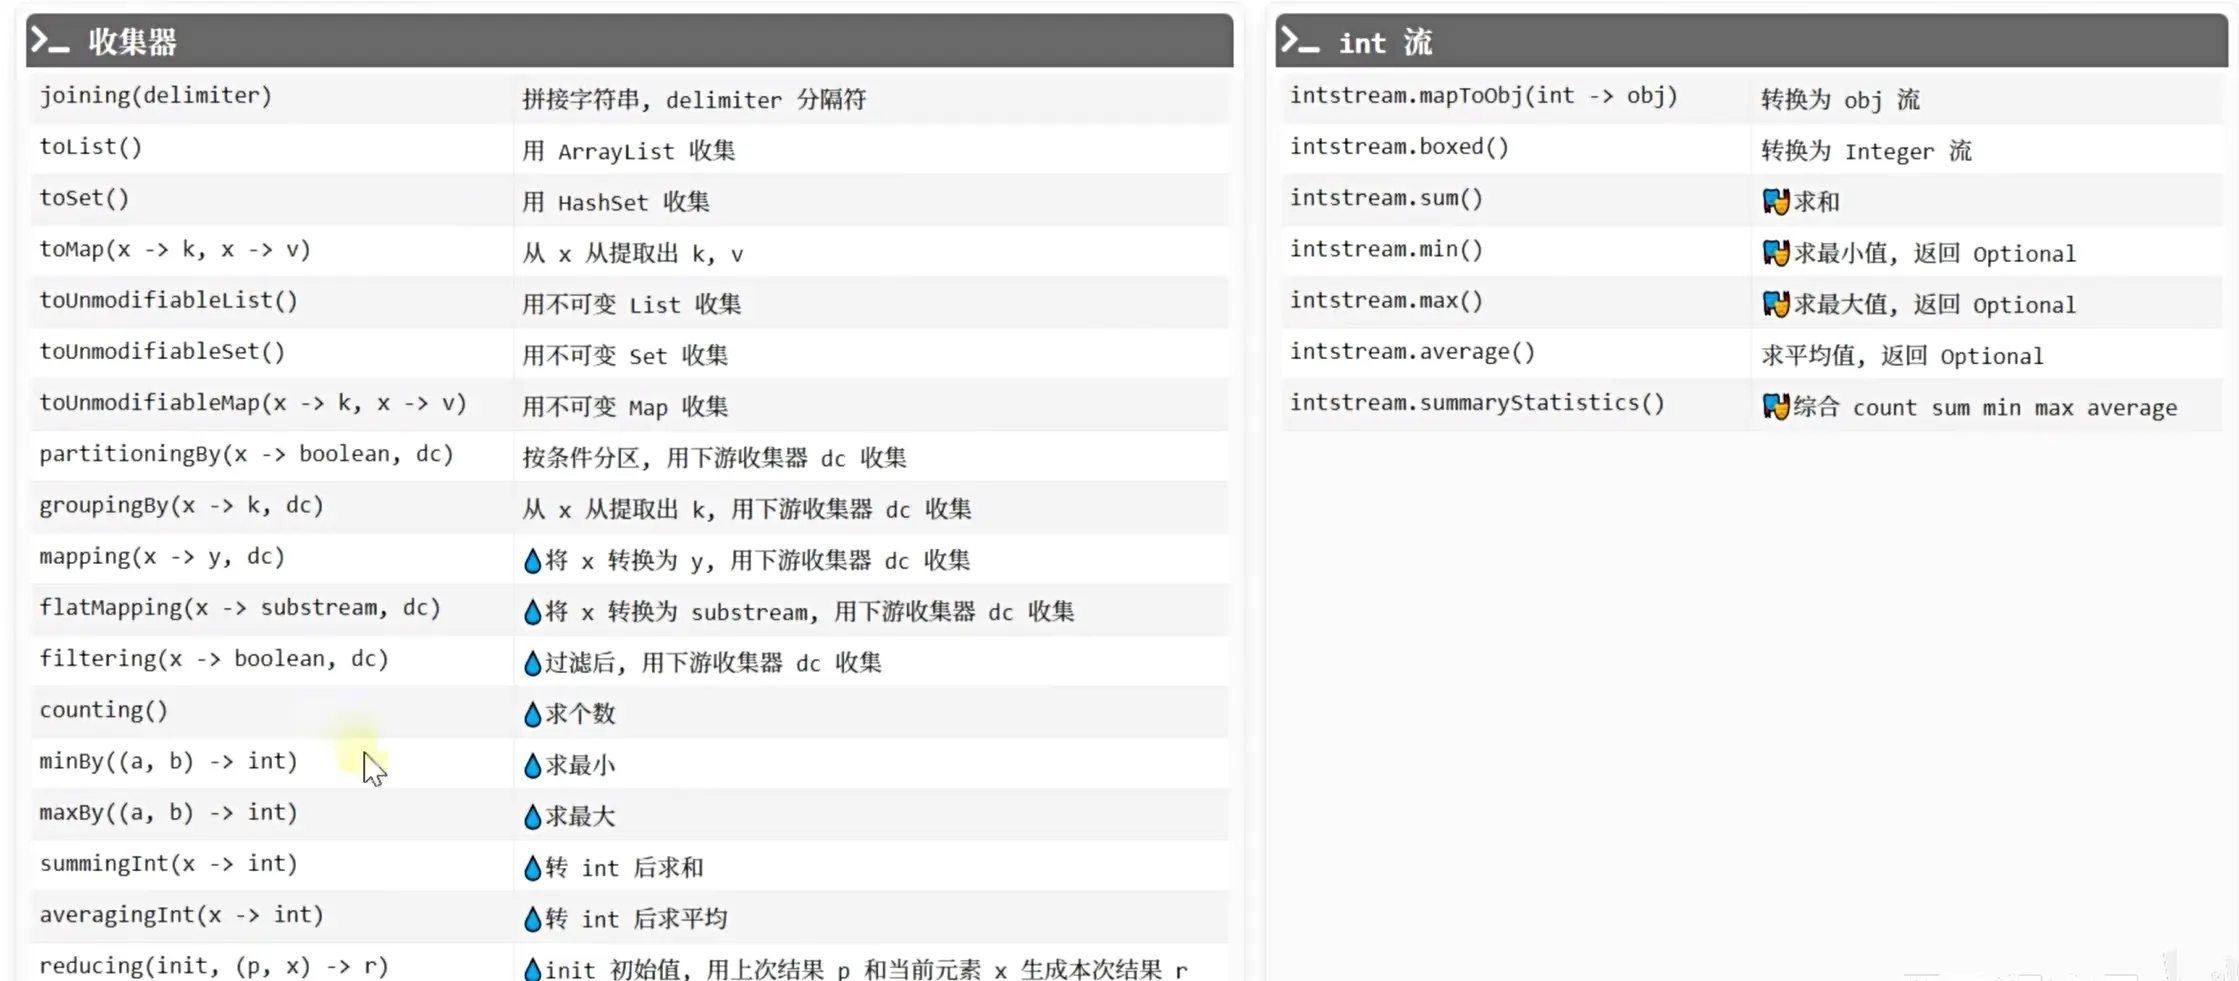 收集器
joining(delimiter) 拼接字符串, delimiter 分隔符
toList() 用 ArrayList 收集
toSet() 用 HashSet 收集
toMap(x -> k, x -> v) 从 x 从提取出 k, v
toUnmodifiableList() 用不可变 List 收集
toUnmodifiableSet() 用不可变 Set 收集
toUnmodifiableMap(x -> k, x -> v) 用不可变 Map 收集
partitioningBy(x -> boolean, dc) 按条件分区, 用下游收集器 dc 收集
groupingBy(x -> k, dc) 从 x 从提取出 k, 用下游收集器 dc 收集
mapping(x -> y, dc) 💧将 x 转换为 y, 用下游收集器 dc 收集
flatMapping(x -> substream, dc) 💧将 x 转换为 substream, 用下游收集器 dc 收集
filtering(x -> boolean, dc) 💧过滤后, 用下游收集器 dc 收集
counting() 💧求个数
minBy((a, b) -> int) 💧求最小
maxBy((a, b) -> int) 💧求最大
summingInt(x -> int) 💧转 int 后求和
averagingInt(x -> int) 💧转 int 后求平均
reducing(init, (p, x) -> r) 💧init 初始值, 用上次结果 p 和当前元素 x 生成本次结果 r
int 流
intstream.mapToObj(int -> obj) 转换为 obj 流
intstream.boxed() 转换为 Integer 流
intstream.sum() 求和
intstream.min() 求最小值, 返回 Optional
intstream.max() 求最大值, 返回 Optional
intstream.average() 求平均值, 返回 Optional
intstream.summaryStatistics() 综合 count sum min max average